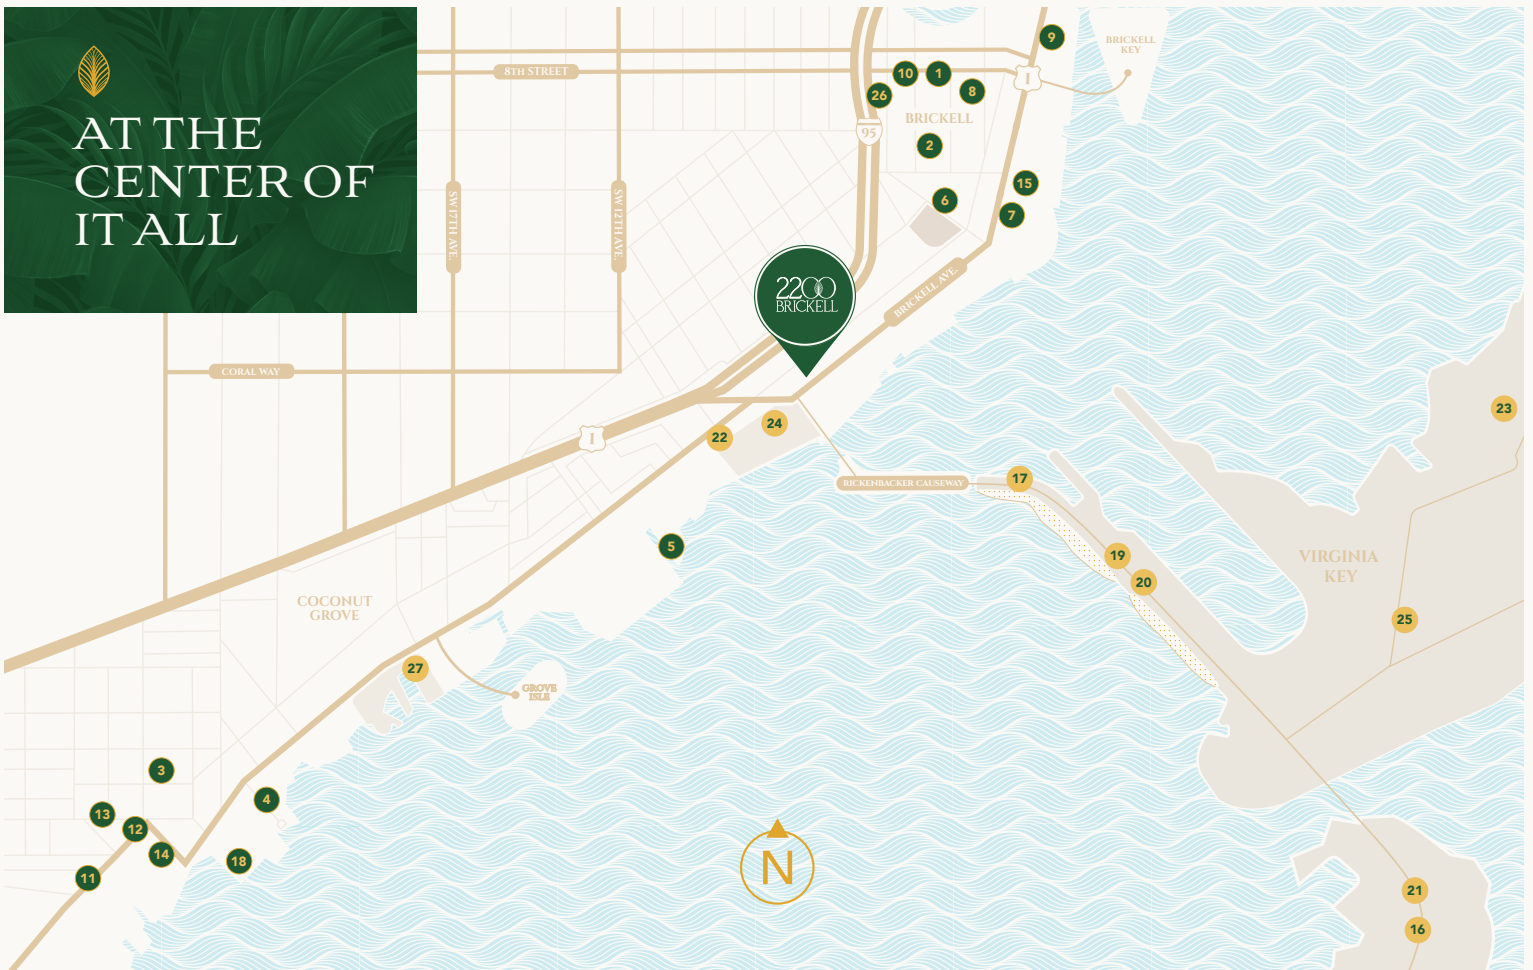 AT THE
CENTER OF
IT ALL
8TH STREET
SW 17TH AVE.
SW 12TH AVE.
CORAL WAY
95
1
BRICKELL
KEY
9
10
1
8
26
BRICKELL
2
15
6
7
2200
BRICKELL
BRICKELL AVE.
1
22
24
RICKENBACKER CAUSEWAY
17
23
5
19
20
VIRGINIA
KEY
25
COCONUT
GROVE
27
GROVE
ISLE
3
4
13
12
14
18
11
N
21
16